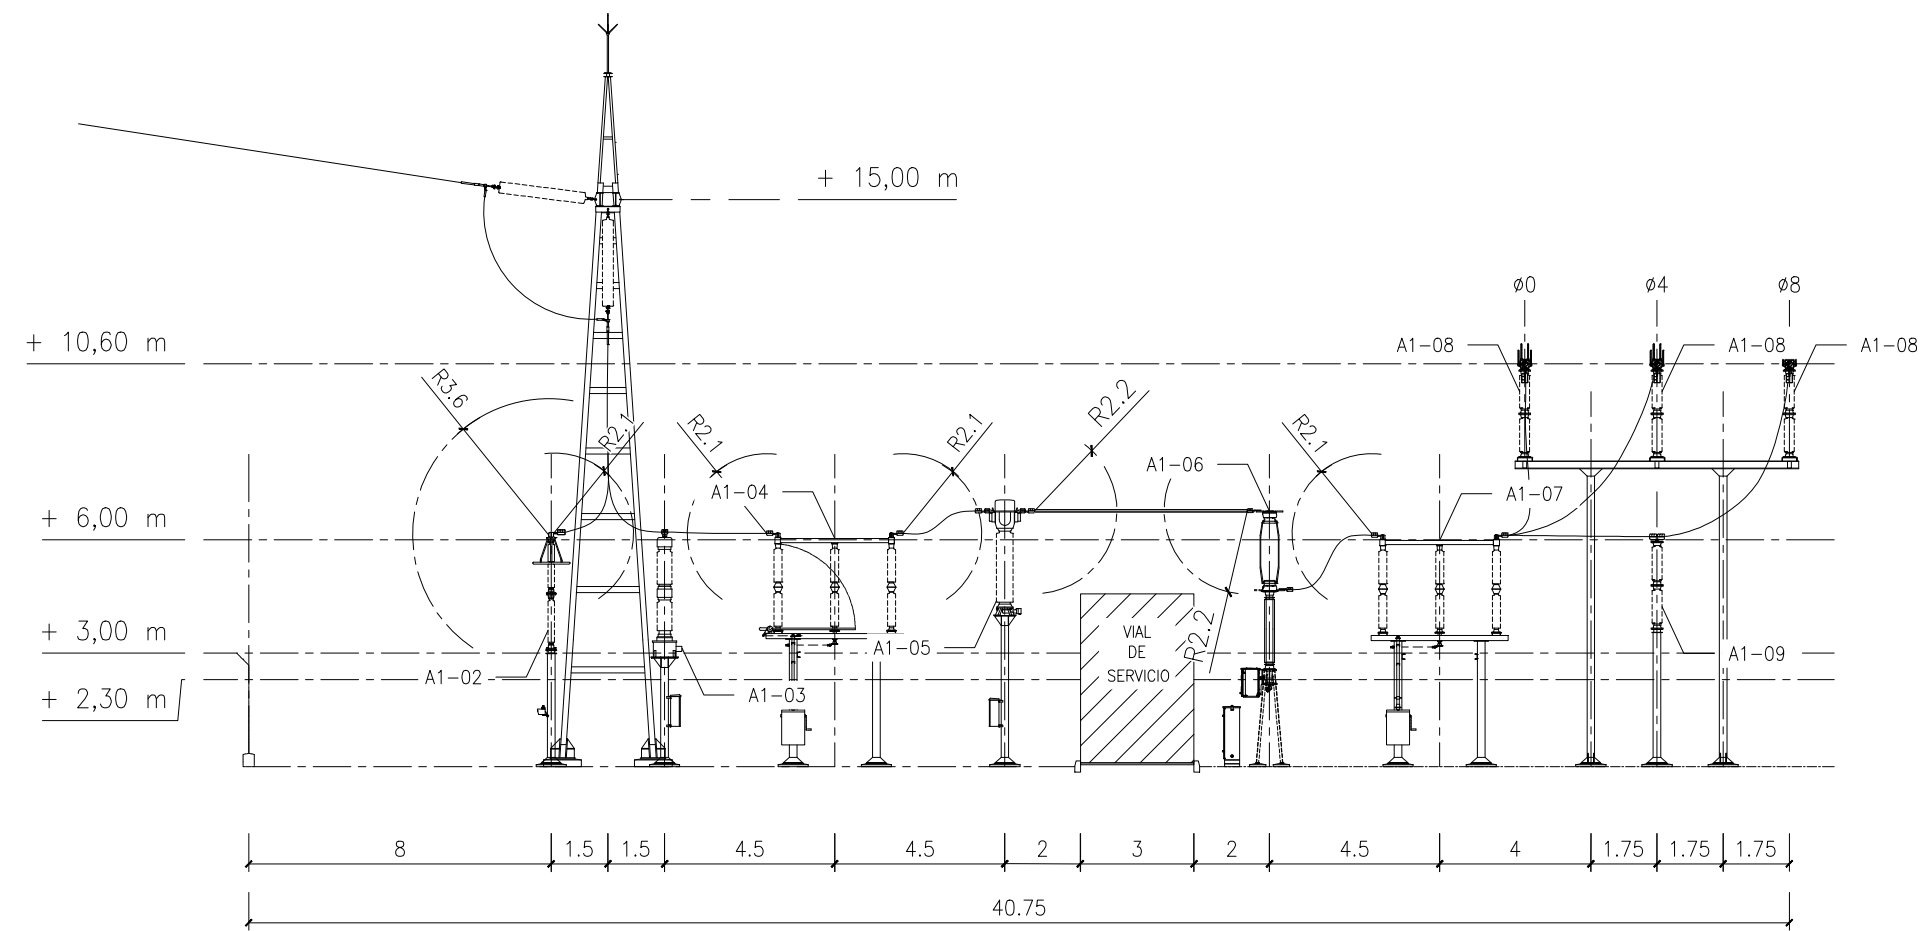 + 15,00 m
ø0
ø4
ø8
+ 10,60 m
A1-08
A1-08
A1-08
R3.6
R2.1
R2.1
R2.1
R2.2
R2.1
A1-06
A1-04
A1-07
+ 6,00 m
+ 3,00 m
VIAL
DE
SERVICIO
R2.2
A1-05
A1-09
A1-02
A1-03
+ 2,30 m
8
1.5
1.5
4.5
4.5
2
3
2
4.5
4
1.75
1.75
1.75
40.75